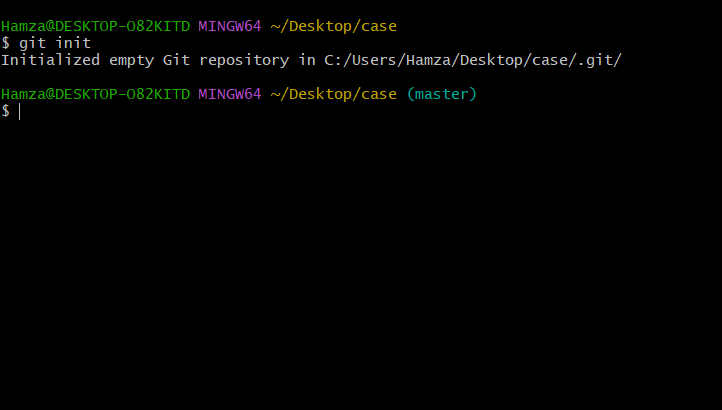 Hamza@DESKTOP-O82KITD MINGW64 ~/Desktop/case
$ git init
Initialized empty Git repository in C:/Users/Hamza/Desktop/case/.git/
Hamza@DESKTOP-O82KITD MINGW64 ~/Desktop/case (master)
$